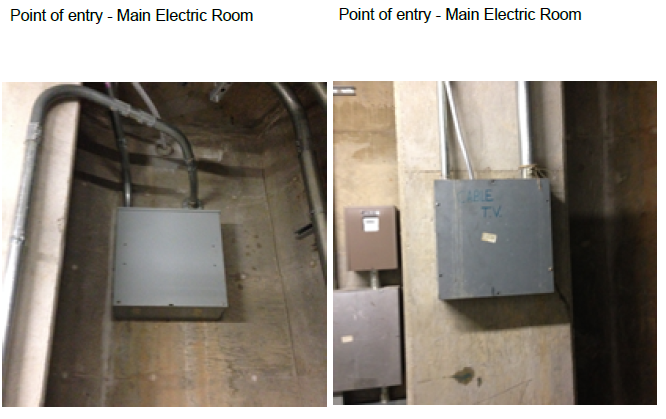 Point of entry - Main Electric Room
Point of entry - Main Electric Room
CABLE
T.V.